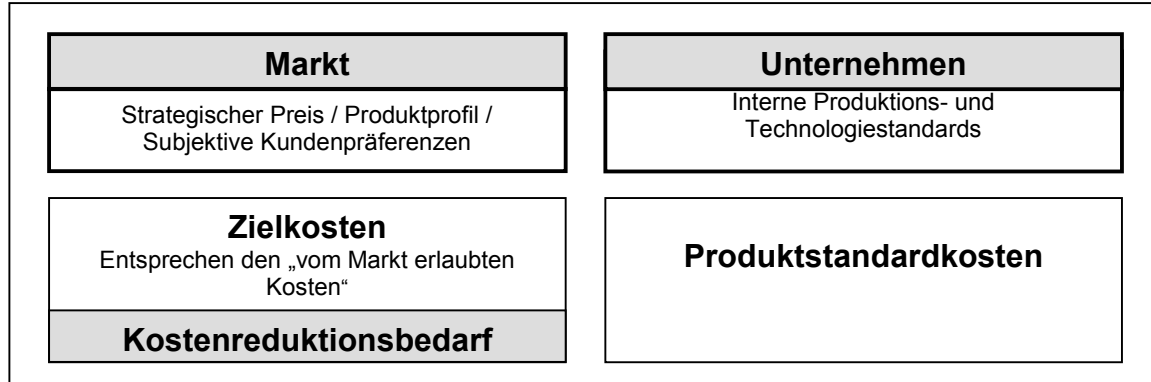 Markt
Strategischer Preis / Produktprofil /
Subjektive Kundenpräferenzen
Unternehmen
Interne Produktions- und
Technologiestandards
Zielkosten
Entsprechen den „vom Markt erlaubten
Kosten“
Kostenreduktionsbedarf
Produktstandardkosten